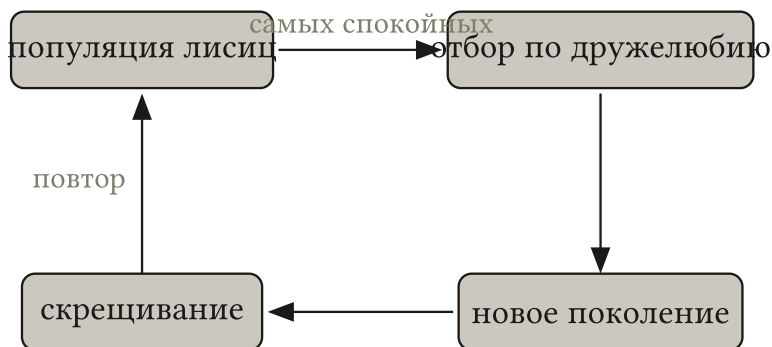 самых спокойных
популяция лисиц
отбор по дружелюбию
повтор
скрещивание
новое поколение